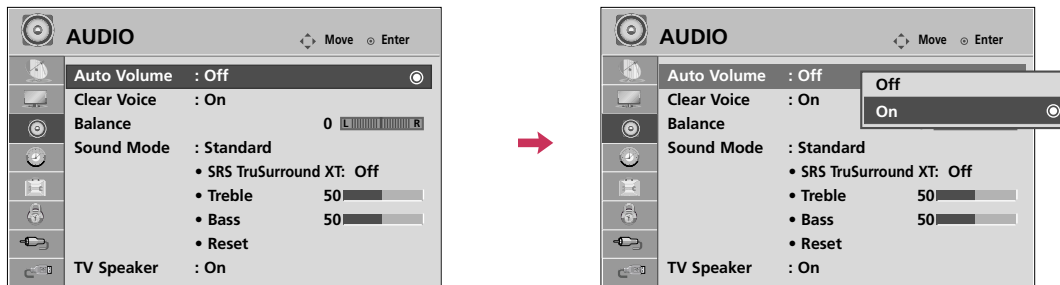 AUDIO
Move Enter
Auto Volume : Off
Clear Voice : On
Balance 0 L R
Sound Mode : Standard
• SRS TruSurround XT: Off
• Treble 50
• Bass 50
• Reset
TV Speaker : On
AUDIO
Move Enter
Auto Volume : Off
Off
Clear Voice : On
On
Balance
Sound Mode : Standard
• SRS TruSurround XT: Off
• Treble 50
• Bass 50
• Reset
TV Speaker : On